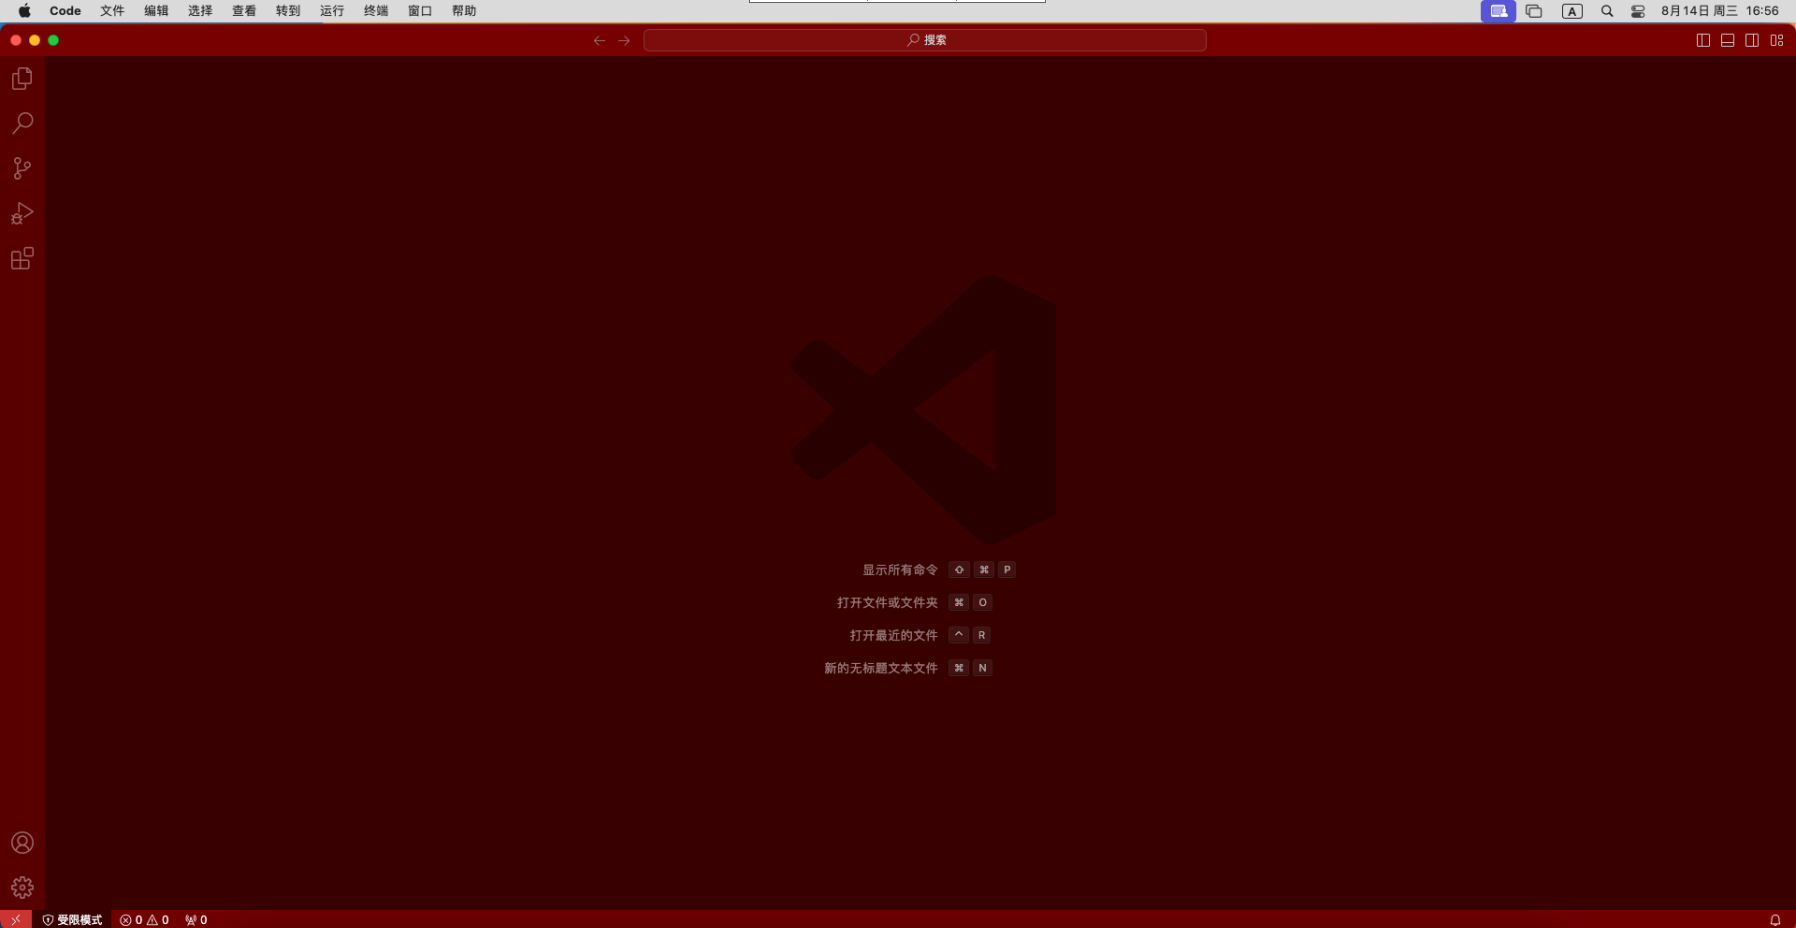 Code 文件 编辑 选择 查看 转到 运行 终端 窗口 帮助 A 8月14日 周三 16:56
搜索
显示所有命令 ⇧ ⌘ P
打开文件或文件夹 ⌘ O
打开最近的文件 ^ R
新的无标题文本文件 ⌘ N
受限模式 0 0 0